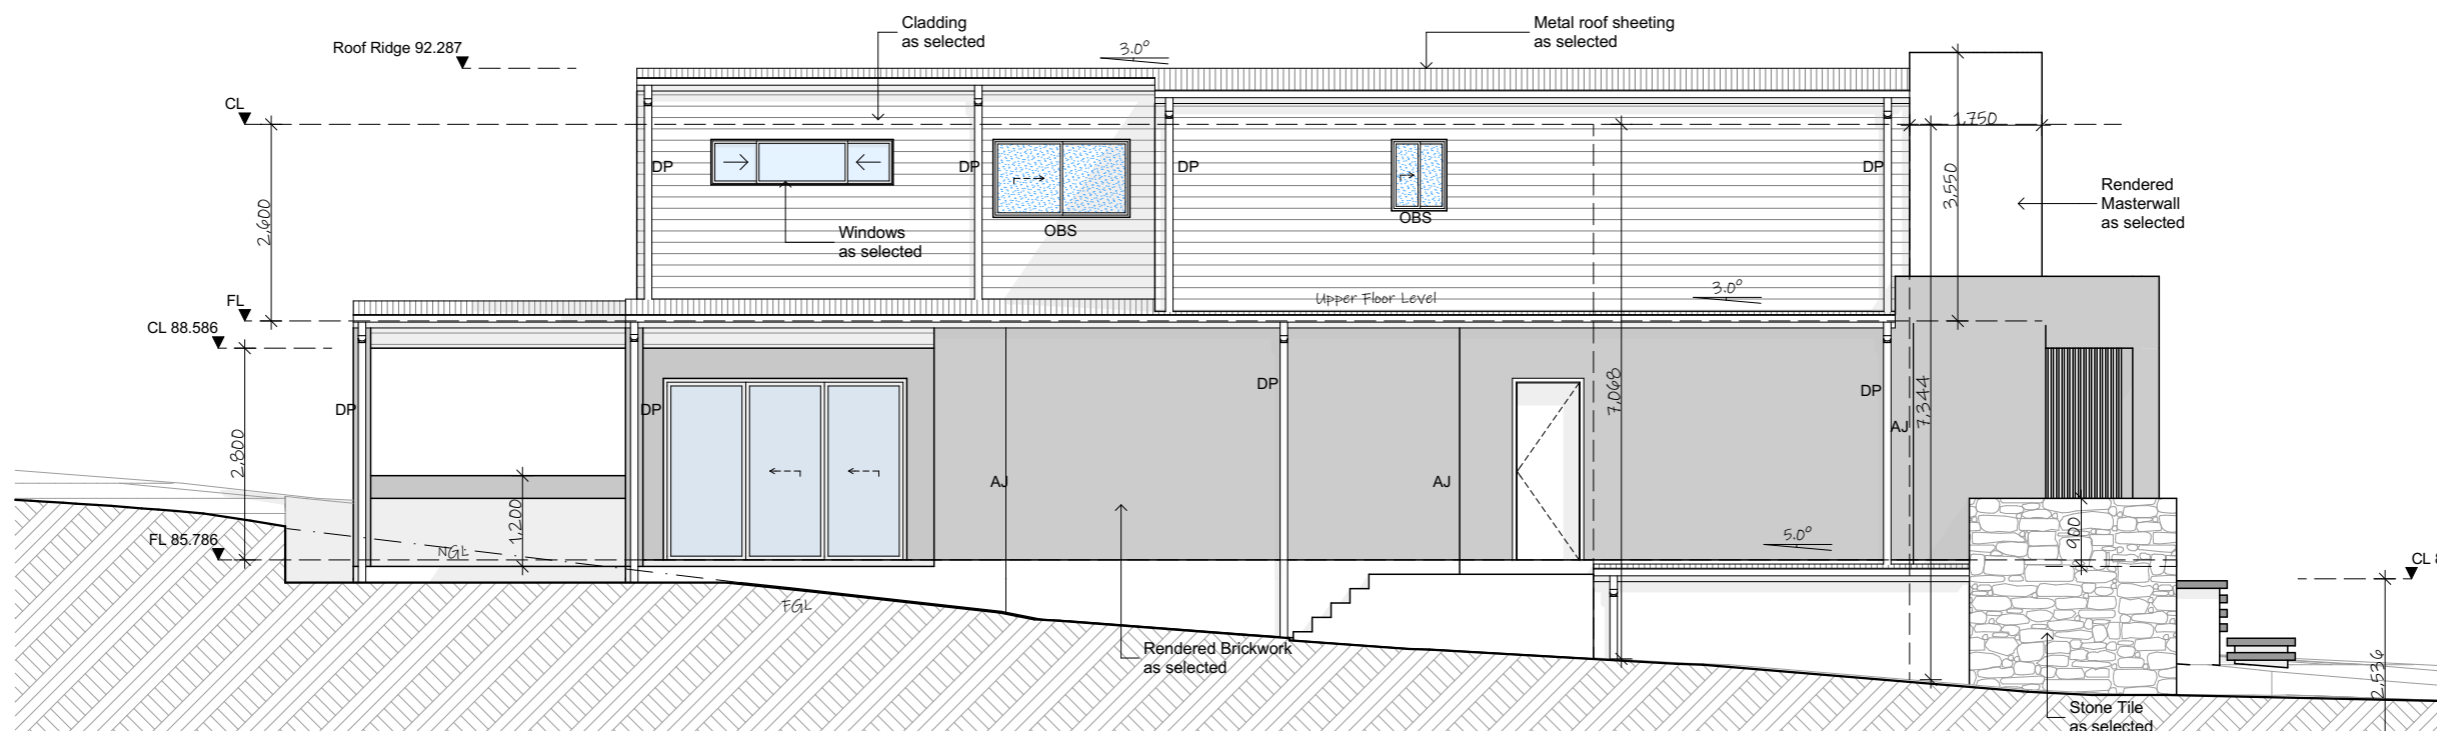 Cladding
as selected
Metal roof sheeting
as selected
Roof Ridge 92.287
3.0°
CL
1,750
DP
DP
DP
DP
3,550
Rendered
Masterwall
as selected
2,600
OBS
OBS
Windows
as selected
Upper Floor Level
3.0°
FL
CL 88.586
DP
DP
DP
DP
7,068
7,344
AJ
2,800
AJ
AJ
1,200
900
FL 85.786
NGL
5.0°
CL 8
FGL
Rendered Brickwork
as selected
2,536
Stone Tile
as selected